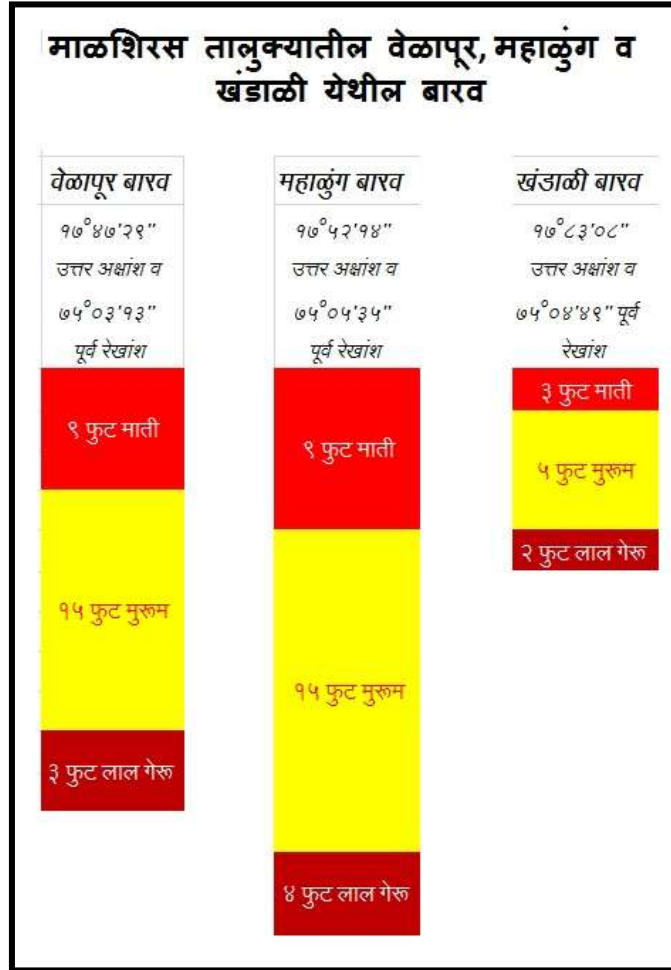 माळशिरस तालुक्यातील वेळापूर, महाळुंग व
खंडाळी येथील बारव
वेळापूर बारव
१७°४७'२९"
उत्तर अक्षांश व
७५°०३'१३"
पूर्व रेखांश
९ फुट माती
१५ फुट मुरूम
३ फुट लाल गेरू
महाळुंग बारव
१७°५२'१४"
उत्तर अक्षांश व
७५°०५'३५"
पूर्व रेखांश
९ फुट माती
१५ फुट मुरूम
४ फुट लाल गेरू
खंडाळी बारव
१७°८३'०८"
उत्तर अक्षांश व
७५°०४'४९" पूर्व
रेखांश
३ फुट माती
५ फुट मुरूम
२ फुट लाल गेरू